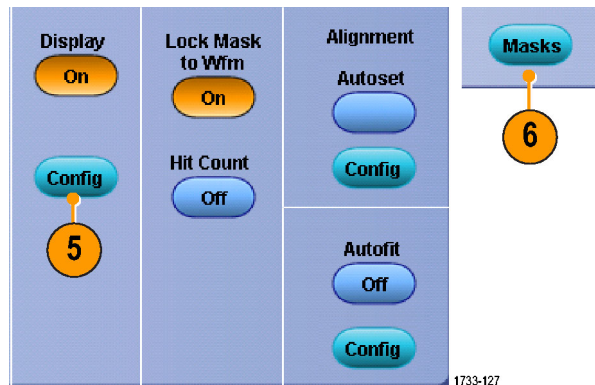 Display
On
Config
5
Lock Mask
to Wfm
On
Hit Count
Off
Alignment
Autoset
Config
Autofit
Off
Config
Masks
6
1733-127